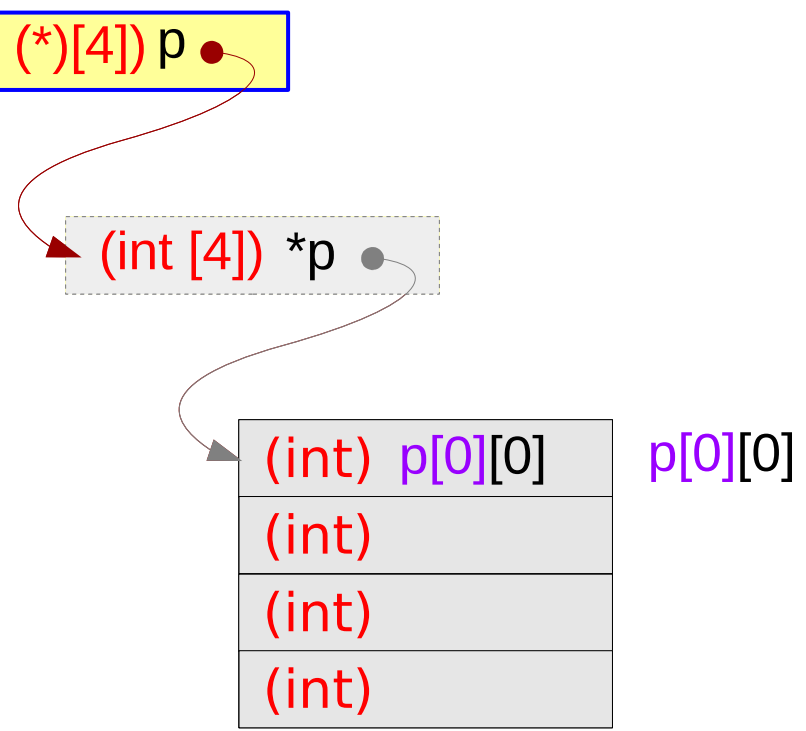 (*)[4]) p
(int [4]) *p
(int) p[0][0] p[0][0]
(int)
(int)
(int)